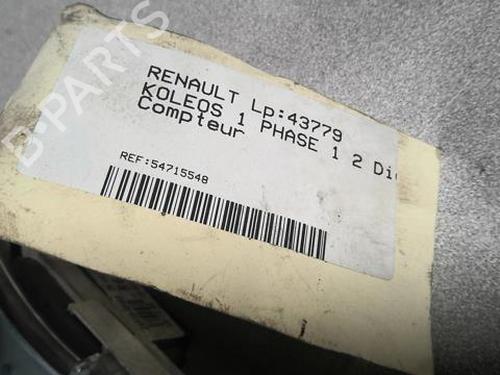 RENAULT Lp:43779
KOLEOS 1 PHASE 1 2 Di
Compteur
REF:54715548
B-PARTS